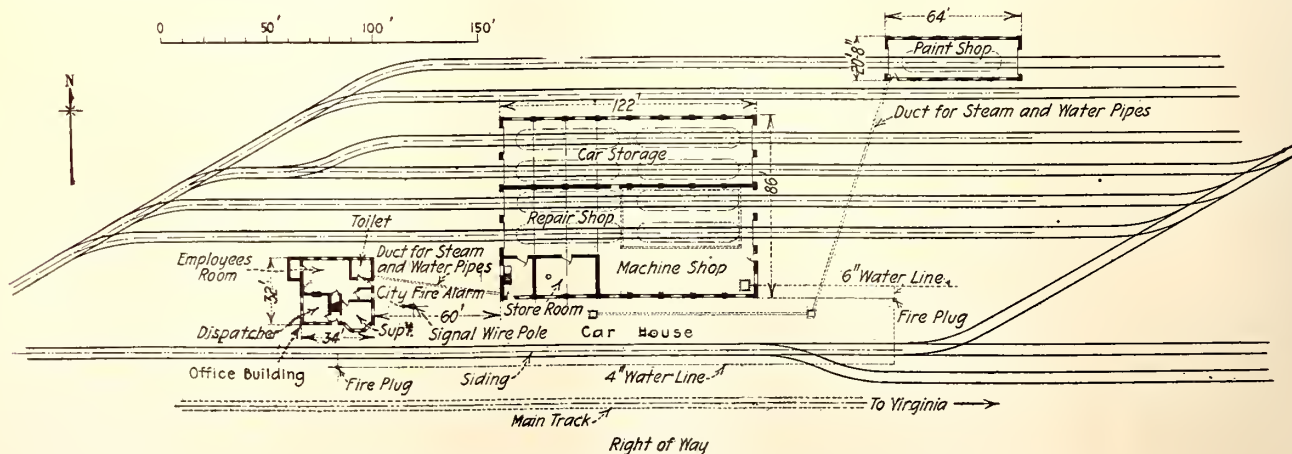 0 50' 100' 150'
64'
20'8"
Paint Shop
N
122'
Duct for Steam and Water Pipes
Car Storage
86'
Repair Shop
Toilet
Employees
Room
Duct for Steam
and Water Pipes
Machine Shop
6" Water Line
32'
City Fire Alarm
60'
Store Room
Fire Plug
Dispatcher
34'
Supt.
Signal Wire Pole
Car House
Office Building
Fire Plug
Siding
4" Water Line
Main Track
To Virginia
Right of Way